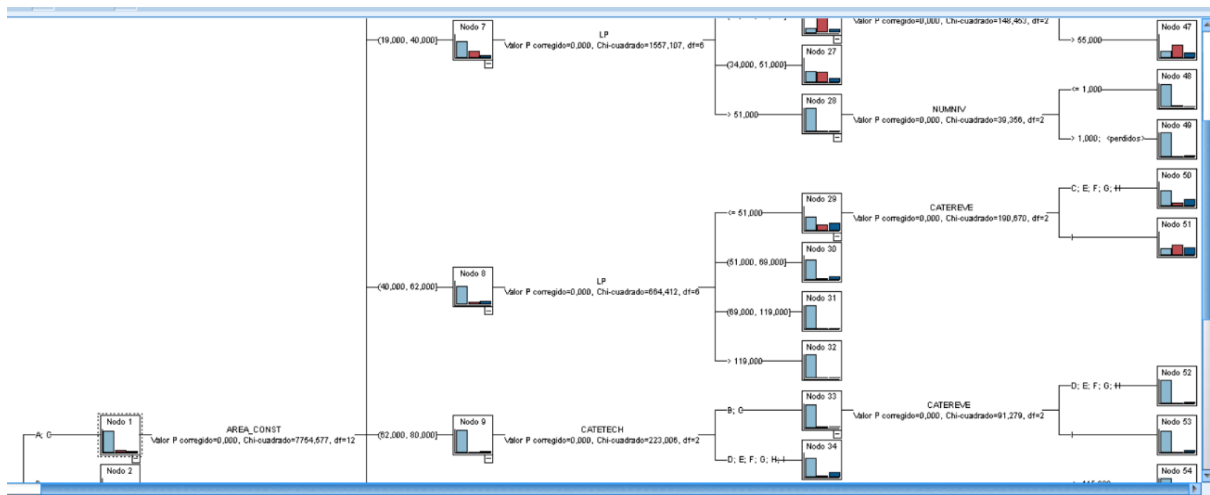 Valor P corregido=0,000, Chi-cuadrado=148,463, df=2
Nodo 47
> 55,000
Nodo 7
(19,000, 40,000]
LP
Valor P corregido=0,000, Chi-cuadrado=1557,107, df=6
Nodo 27
(34,000, 51,000]
Nodo 28
> 51,000
NUMNIV
Valor P corregido=0,000, Chi-cuadrado=39,356, df=2
Nodo 48
<= 1,000
Nodo 49
> 1,000; <perdidos>
Nodo 50
C; E; F; G; H
Nodo 29
<= 51,000
CATEREVE
Valor P corregido=0,000, Chi-cuadrado=190,670, df=2
Nodo 51
I
Nodo 30
(51,000, 69,000]
Nodo 8
(40,000, 62,000]
LP
Valor P corregido=0,000, Chi-cuadrado=664,412, df=6
Nodo 31
(69,000, 119,000]
Nodo 32
> 119,000
Nodo 52
D; E; F; G; H
Nodo 33
B; C
CATEREVE
Valor P corregido=0,000, Chi-cuadrado=91,279, df=2
Nodo 53
I
Nodo 1
A; C
AREA_CONST
Valor P corregido=0,000, Chi-cuadrado=7764,677, df=12
Nodo 9
(62,000, 80,000]
CATETECH
Valor P corregido=0,000, Chi-cuadrado=223,006, df=2
Nodo 34
D; E; F; G; H; I
Nodo 2
Nodo 54